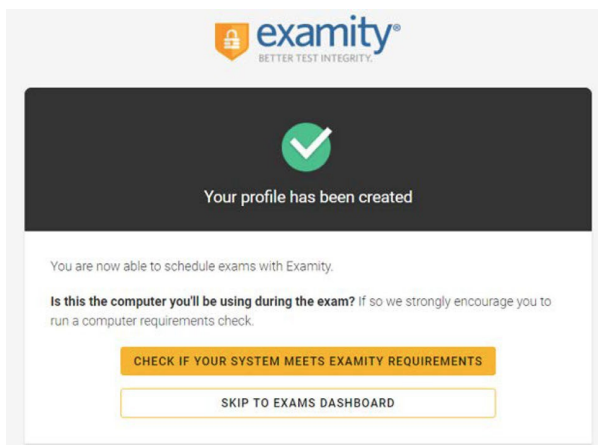 examity®
BETTER TEST INTEGRITY.
Your profile has been created
You are now able to schedule exams with Examity.
Is this the computer you'll be using during the exam? If so we strongly encourage you to
run a computer requirements check.
CHECK IF YOUR SYSTEM MEETS EXAMITY REQUIREMENTS
SKIP TO EXAMS DASHBOARD